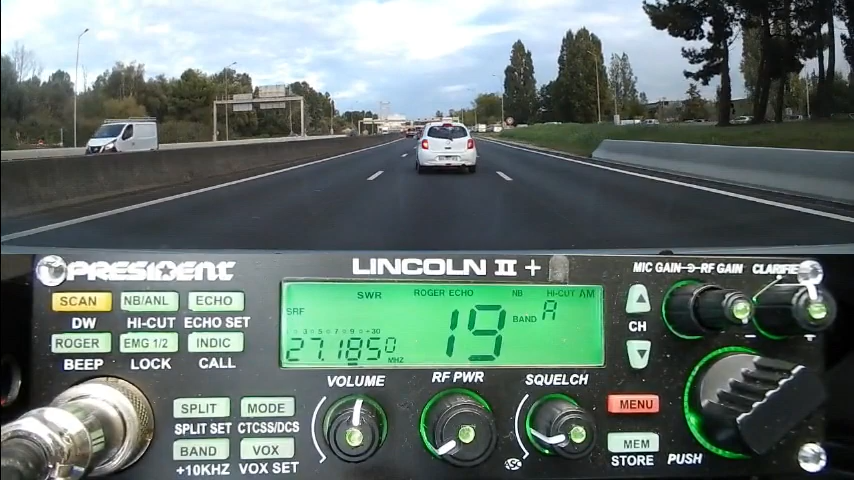 PRESIDENT
LINCOLN II +
MIC GAIN RF GAIN CLARIFIER
SCAN NB/ANL ECHO
DW HI-CUT ECHO SET
ROGER EMG 1/2 INDIC
BEEP LOCK CALL
SWR ROGER ECHO NB HI-CUT AM
SRF
19 BAND A
27.1850 MHZ
CH
VOLUME RF PWR SQUELCH
SPLIT MODE
SPLIT SET CTCSS/DCS
BAND VOX
+10KHZ VOX SET
ASC
MENU
MEM
STORE PUSH
- +